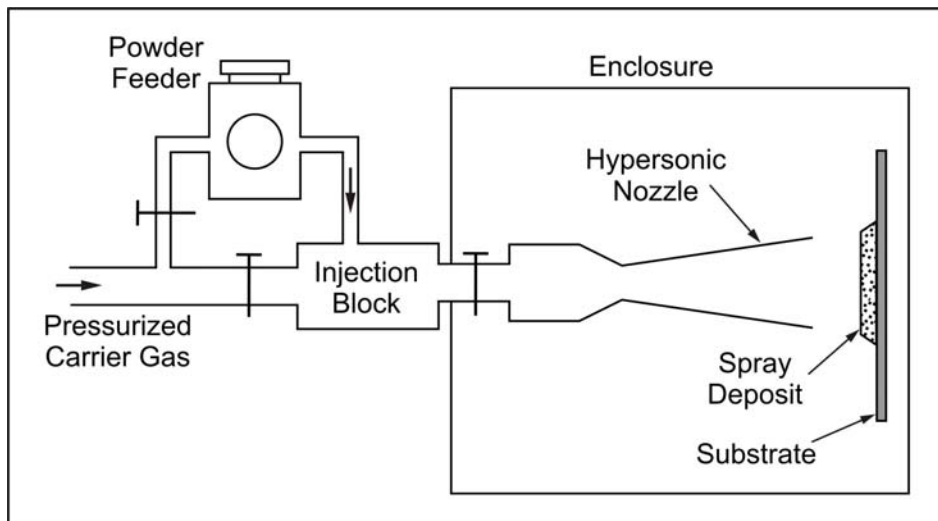 Powder
Feeder
Enclosure
Hypersonic
Nozzle
Injection
Block
Pressurized
Carrier Gas
Spray
Deposit
Substrate